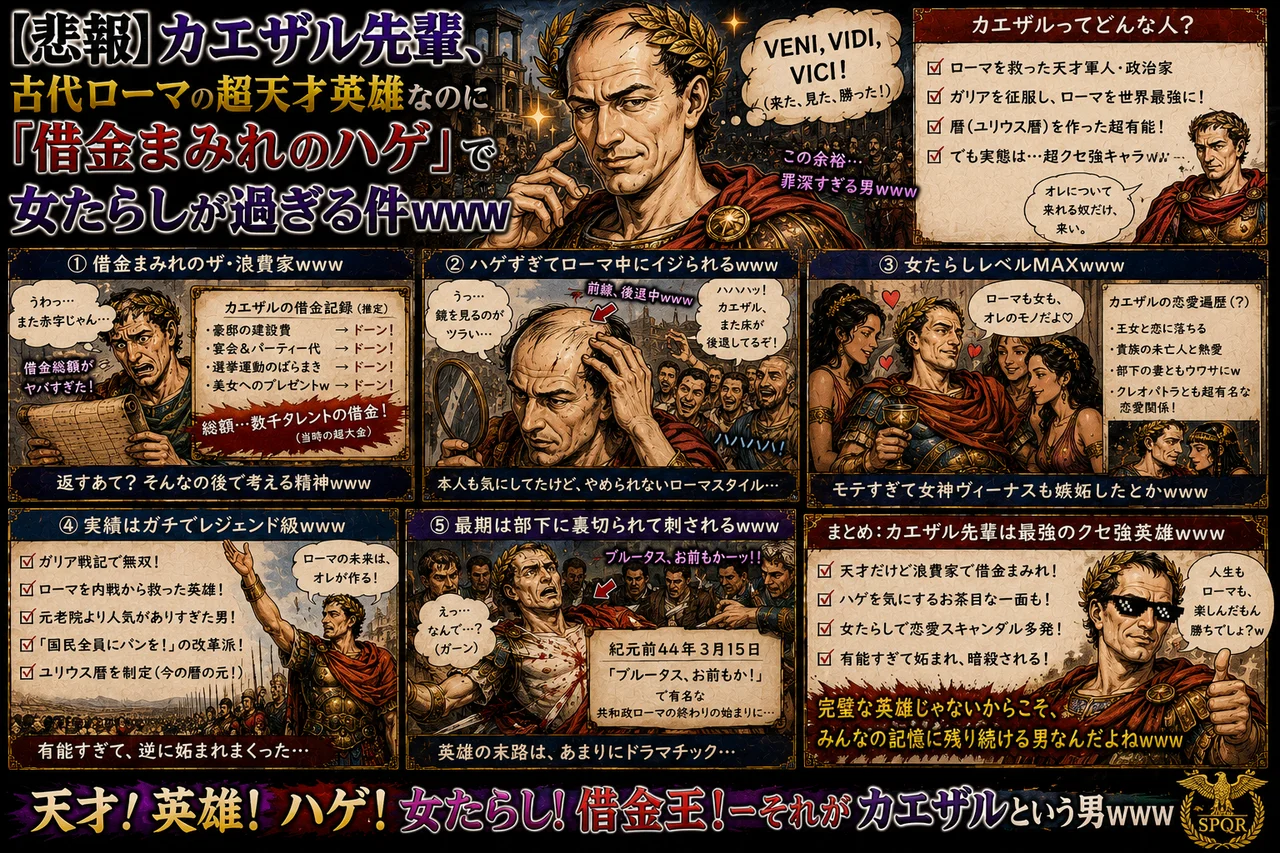 【悲報】カエザル先輩、
古代ローマの超天才英雄なのに
「借金まみれのハゲ」で
女たらしが過ぎる件www
VENI, VIDI,
VICI!
(来た、見た、勝った!)
この余裕…
罪深すぎる男www
カエザルってどんな人?
ローマを救った天才軍人・政治家
ガリアを征服し、ローマを世界最強に!
暦(ユリウス暦)を作った超有能!
でも実態は…超クセ強キャラww
オレについて
来れる奴だけ、
来い。
① 借金まみれのザ・浪費家www
うわっ…
また赤字じゃん…
借金総額が
ヤバすぎた!
カエザルの借金記録(推定)
・豪邸の建設費 → ドーン!
・宴会&パーティー代 → ドーン!
・選挙運動のばらまき → ドーン!
・美女へのプレゼントw → ドーン!
総額…数千タレントの借金!
(当時の超大金)
返すあて? そんなの後で考える精神www
② ハゲすぎてローマ中にイジられるwww
うっ…
鏡を見るのが
ツラい…
前線、後退中www
ハハハッ!
カエザル、
また床が
後退してるぞ!
ハハハハ!
本人も気にしてたけど、やめられないローマスタイル…
③ 女たらしレベルMAXwww
ローマも女も、
オレのモノだよ♡
カエザルの恋愛遍歴(?)
・王女と恋に落ちる
・貴族の未亡人と熱愛
・部下の妻ともウワサにw
・クレオパトラとも超有名な
恋愛関係!
モテすぎて女神ヴィーナスも嫉妬したとかwww
④ 実績はガチでレジェンド級www
ガリア戦記で無双!
ローマを内戦から救った英雄!
元老院より人気がありすぎた男!
「国民全員にパンを!」の改革派!
ユリウス暦を制定(今の暦の元!)
ローマの未来は、
オレが作る!
有能すぎて、逆に妬まれまくった…
⑤ 最期は部下に裏切られて刺されるwww
ブルータス、お前もかーッ!!
えっ…
なんで…?
(ガーン)
紀元前44年3月15日
「ブルータス、お前もか!」
で有名な
共和政ローマの終わりの始まりに…
英雄の末路は、あまりにドラマチック…
まとめ:カエザル先輩は最強のクセ強英雄www
天才だけど浪費家で借金まみれ!
ハゲを気にするお茶目な一面も!
女たらしで恋愛スキャンダル多発!
有能すぎて妬まれ、暗殺される!
人生も
ローマも、
楽しんだもん
勝ちでしょ?w
完璧な英雄じゃないからこそ、
みんなの記憶に残り続ける男なんだよねwww
天才! 英雄! ハゲ! 女たらし! 借金王!ーそれが カエザルという男www
SPQR